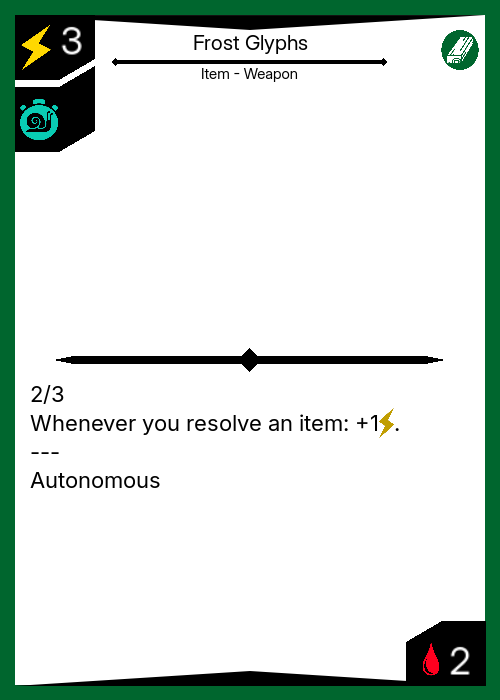 3
Frost Glyphs
Item - Weapon
2/3
Whenever you resolve an item: +1.
---
Autonomous
2